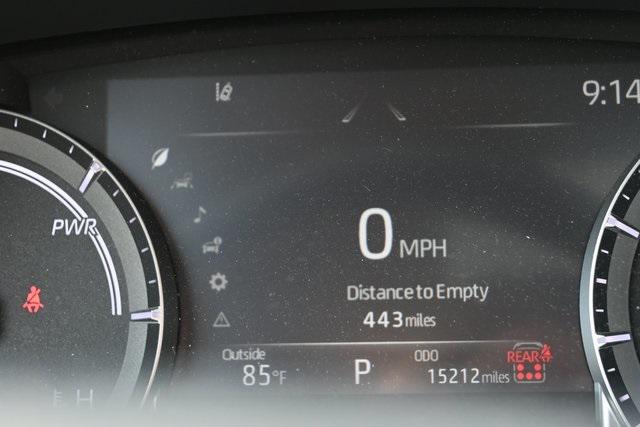 9:14
PWR
0 MPH
Distance to Empty
443 miles
Outside
85°F
P
ODO
15212 miles
REAR
H